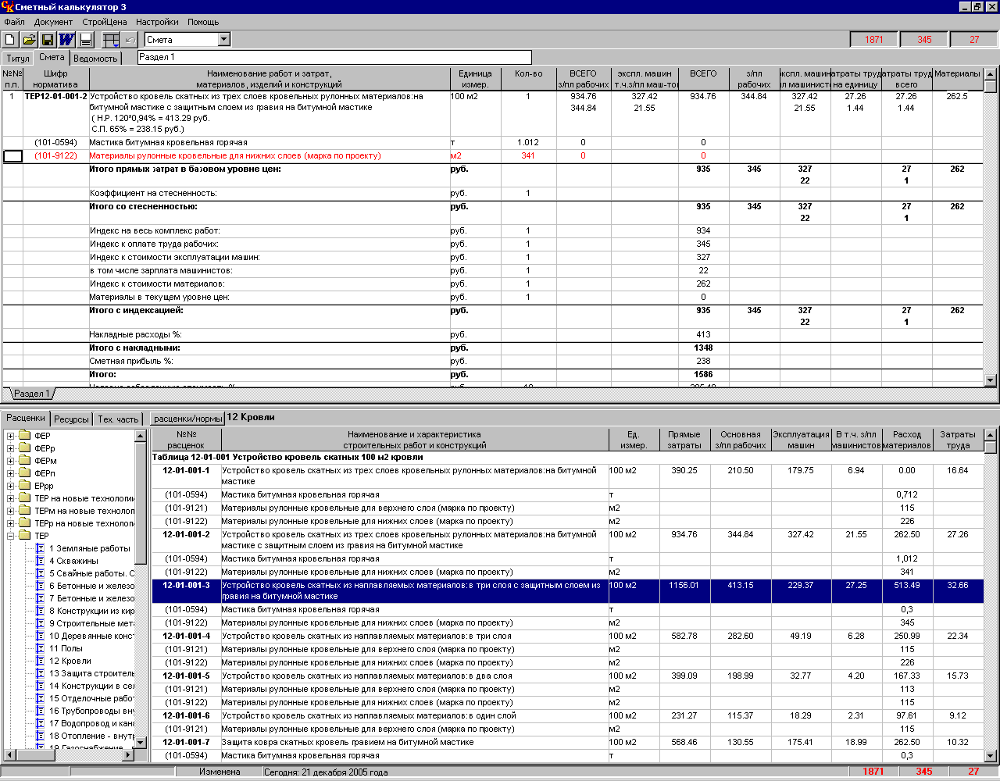 Сметный калькулятор 3
Файл Документ СтройЦена Настройки Помощь
Смета 1871 345 27
Титул Смета Ведомость Раздел 1
№№ п.п. Шифр норматива Наименование работ и затрат, материалов, изделий и конструкций Единица измер. Кол-во ВСЕГО з/пл рабочих экспл. машин т.ч.з/пл маш-то ВСЕГО з/пл рабочих экспл. машин л машинист атраты труд на единицу атраты труд всего Материалы
1 ТЕР12-01-001-2 Устройство кровель скатных из трех слоев кровельных рулонных материалов:на 100 м2 1 934.76 327.42 934.76 344.84 327.42 27.26 27.26 262.5
битумной мастике с защитным слоем из гравия на битумной мастике 344.84 21.55 21.55 1.44 1.44
( Н.Р. 120*0,94% = 413.29 руб.
С.П. 65% = 238.15 руб.)
(101-0594) Мастика битумная кровельная горячая т 1.012 0 0
(101-9122) Материалы рулонные кровельные для нижних слоев (марка по проекту) м2 341 0 0
Итого прямых затрат в базовом уровне цен: руб. 935 345 327 27 262
22 1
Коэффициент на стесненность: руб. 1
Итого со стесненностью: руб. 935 345 327 27 262
22 1
Индекс на весь комплекс работ: руб. 1 934
Индекс к оплате труда рабочих: руб. 1 345
Индекс к стоимости эксплуатации машин: руб. 1 327
в том числе зарплата машинистов: руб. 1 22
Индекс к стоимости материалов: руб. 1 262
Материалы в текущем уровне цен: руб. 1 0
Итого с индексацией: руб. 935 345 327 27 262
22 1
Накладные расходы %: руб. 413
Итого с накладными: руб. 1348
Сметная прибыль %: руб. 238
Итого: руб. 1586
Раздел 1
Расценки Ресурсы Тех. часть расценки/нормы 12 Кровли
ФЕР
ФЕРр
ФЕРм
ФЕРп
ЕРрр
ТЕР на новые технологии
ТЕРм на новые технолог
ТЕРр на новые технологи
ТЕР
1 Земляные работы
4 Скважины
5 Свайные работы. О
6 Бетонные и железо
7 Бетонные и железо
8 Конструкции из кир
9 Строительные мета
10 Деревянные конст
11 Полы
12 Кровли
13 Защита строитель
14 Конструкции в сел
15 Отделочные работ
16 Трубопроводы вну
17 Водопровод и кана
18 Отопление - внутр
19 Газоснабжение -
№№ расценок Наименование и характеристика строительных работ и конструкций Ед. измер. Прямые затраты Основная з/пл рабочих Эксплуатация машин В т.ч. з/пл машинистов Расход материалов Затраты труда
Таблица 12-01-001 Устройство кровель скатных 100 м2 кровли
12-01-001-1 Устройство кровель скатных из трех слоев кровельных рулонных материалов:на битумной 100 м2 390.25 210.50 179.75 6.94 0.00 16.64
мастике
(101-0594) Мастика битумная кровельная горячая т 0,712
(101-9121) Материалы рулонные кровельные для верхнего слоя (марка по проекту) м2 115
(101-9122) Материалы рулонные кровельные для нижних слоев (марка по проекту) м2 226
12-01-001-2 Устройство кровель скатных из трех слоев кровельных рулонных материалов:на битумной 100 м2 934.76 344.84 327.42 21.55 262.50 27.26
мастике с защитным слоем из гравия на битумной мастике
(101-0594) Мастика битумная кровельная горячая т 1,012
(101-9122) Материалы рулонные кровельные для нижних слоев (марка по проекту) м2 341
12-01-001-3 Устройство кровель скатных из наплавляемых материалов:в три слоя с защитным слоем из 100 м2 1156.01 413.15 229.37 27.25 513.49 32.66
гравия на битумной мастике
(101-0594) Мастика битумная кровельная горячая т 0,3
(101-9122) Материалы рулонные кровельные для нижних слоев (марка по проекту) м2 345
12-01-001-4 Устройство кровель скатных из наплавляемых материалов:в три слоя 100 м2 582.78 282.60 49.19 6.28 250.99 22.34
(101-9121) Материалы рулонные кровельные для верхнего слоя (марка по проекту) м2 115
(101-9122) Материалы рулонные кровельные для нижних слоев (марка по проекту) м2 226
12-01-001-5 Устройство кровель скатных из наплавляемых материалов:в два слоя 100 м2 399.09 198.99 32.77 4.20 167.33 15.73
(101-9121) Материалы рулонные кровельные для верхнего слоя (марка по проекту) м2 113
(101-9122) Материалы рулонные кровельные для нижних слоев (марка по проекту) м2 115
12-01-001-6 Устройство кровель скатных из наплавляемых материалов:в один слой 100 м2 231.27 115.37 18.29 2.31 97.61 9.12
(101-9121) Материалы рулонные кровельные для верхнего слоя (марка по проекту) м2 115
12-01-001-7 Защита ковра скатных кровель гравием на битумной мастике 100 м2 568.46 130.55 175.41 18.99 262.50 10.32
(101-0594) Мастика битумная кровельная горячая т 0,3
Изменена Сегодня: 21 декабря 2005 года 1871 345 27